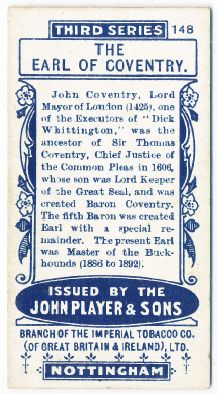 THIRD SERIES 148
THE
EARL OF COVENTRY.
John Coventry, Lord
Mayor of London (1425), one
of the Executors of "Dick
Whittington," was the
ancestor of Sir Thomas
Coventry, Chief Justice of
the Common Pleas in 1606,
whose son was Lord Keeper
of the Great Seal, and was
created Baron Coventry.
The fifth Baron was created
Earl with a special re-
mainder. The present Earl
was Master of the Buck-
hounds (1886 to 1892).
ISSUED BY THE
JOHN PLAYER & SONS
BRANCH OF THE IMPERIAL TOBACCO CO.
(OF GREAT BRITAIN & IRELAND), LTD.
NOTTINGHAM